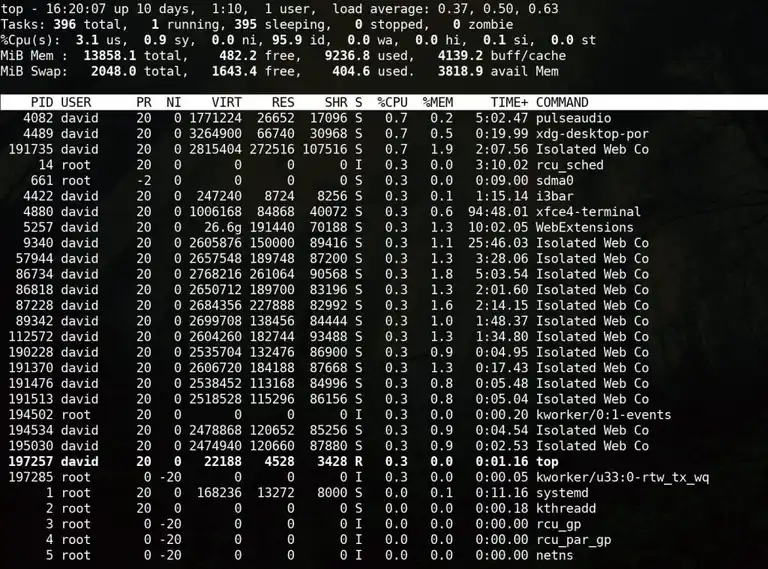 top - 16:20:07 up 10 days,  1:10,  1 user,  load average: 0.37, 0.50, 0.63
Tasks: 396 total,   1 running, 395 sleeping,   0 stopped,   0 zombie
%Cpu(s):  3.1 us,  0.9 sy,  0.0 ni, 95.9 id,  0.0 wa,  0.0 hi,  0.1 si,  0.0 st
MiB Mem : 13858.1 total,    482.2 free,   9236.8 used,   4139.2 buff/cache
MiB Swap:   2048.0 total,   1643.4 free,    404.6 used.   3818.9 avail Mem
PID USER      PR  NI    VIRT    RES    SHR S  %CPU  %MEM     TIME+ COMMAND
4082 david     20   0 1771224  26652  17096 S   0.7   0.2   5:02.47 pulseaudio
4489 david     20   0 3264900  66740  30968 S   0.7   0.5   0:19.99 xdg-desktop-por
191735 david     20   0 2815404 272516 107516 S   0.7   1.9   2:07.56 Isolated Web Co
14 root      20   0       0      0      0 I   0.3   0.0   3:10.02 rcu_sched
661 root      -2   0       0      0      0 S   0.3   0.0   0:09.00 sdma0
4422 david     20   0  247240   8724   8256 S   0.3   0.1   1:15.14 i3bar
4880 david     20   0 1006168  84868  40072 S   0.3   0.6  94:48.01 xfce4-terminal
5257 david     20   0   26.6g 191440  70188 S   0.3   1.3  10:02.05 WebExtensions
9340 david     20   0 2605876 150000  89416 S   0.3   1.1  25:46.03 Isolated Web Co
57944 david     20   0 2657548 189748  87200 S   0.3   1.3   3:28.06 Isolated Web Co
86734 david     20   0 2768216 261064  90568 S   0.3   1.8   5:03.54 Isolated Web Co
86818 david     20   0 2650712 189700  83196 S   0.3   1.3   2:01.60 Isolated Web Co
87228 david     20   0 2684356 227888  82992 S   0.3   1.6   2:14.15 Isolated Web Co
89342 david     20   0 2699708 138456  84444 S   0.3   1.0   1:48.37 Isolated Web Co
112572 david     20   0 2604260 182744  93488 S   0.3   1.3   1:34.80 Isolated Web Co
190228 david     20   0 2535704 132476  86900 S   0.3   0.9   0:04.95 Isolated Web Co
191370 david     20   0 2606720 184188  87668 S   0.3   1.3   0:17.43 Isolated Web Co
191476 david     20   0 2538452 113168  84996 S   0.3   0.8   0:05.48 Isolated Web Co
191513 david     20   0 2518528 115296  86156 S   0.3   0.8   0:05.04 Isolated Web Co
194502 root      20   0       0      0      0 I   0.3   0.0   0:00.20 kworker/0:1-events
194534 david     20   0 2478868 120652  85256 S   0.3   0.9   0:04.54 Isolated Web Co
195030 david     20   0 2474940 120660  87880 S   0.3   0.9   0:02.53 Isolated Web Co
197257 david     20   0   22188   4528   3428 R   0.3   0.0   0:01.16 top
197285 root       0 -20       0      0      0 I   0.3   0.0   0:00.05 kworker/u33:0-rtw_tx_wq
1 root      20   0  168236  13272   8000 S   0.0   0.1   0:11.16 systemd
2 root      20   0       0      0      0 S   0.0   0.0   0:00.18 kthreadd
3 root       0 -20       0      0      0 I   0.0   0.0   0:00.00 rcu_gp
4 root       0 -20       0      0      0 I   0.0   0.0   0:00.00 rcu_par_gp
5 root       0 -20       0      0      0 I   0.0   0.0   0:00.00 netns